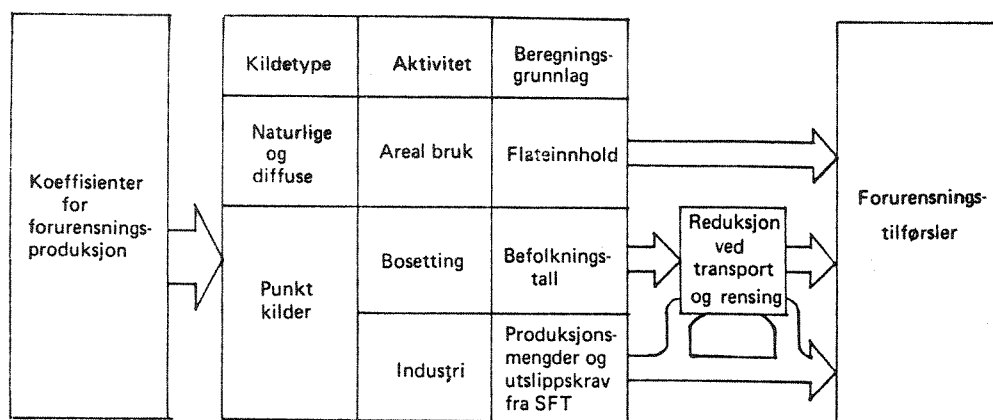 Koeffisienter
for
forurensnings-
produksjon
Kildetype
Aktivitet
Beregnings-
grunnlag
Naturlige
og
diffuse
Areal bruk
Flateinnhold
Punkt
kilder
Bosetting
Befolknings-
tall
Industri
Produksjons-
mengder og
utslippskrav
fra SFT
Reduksjon
ved
transport
og rensing
Forurensnings-
tilførsler